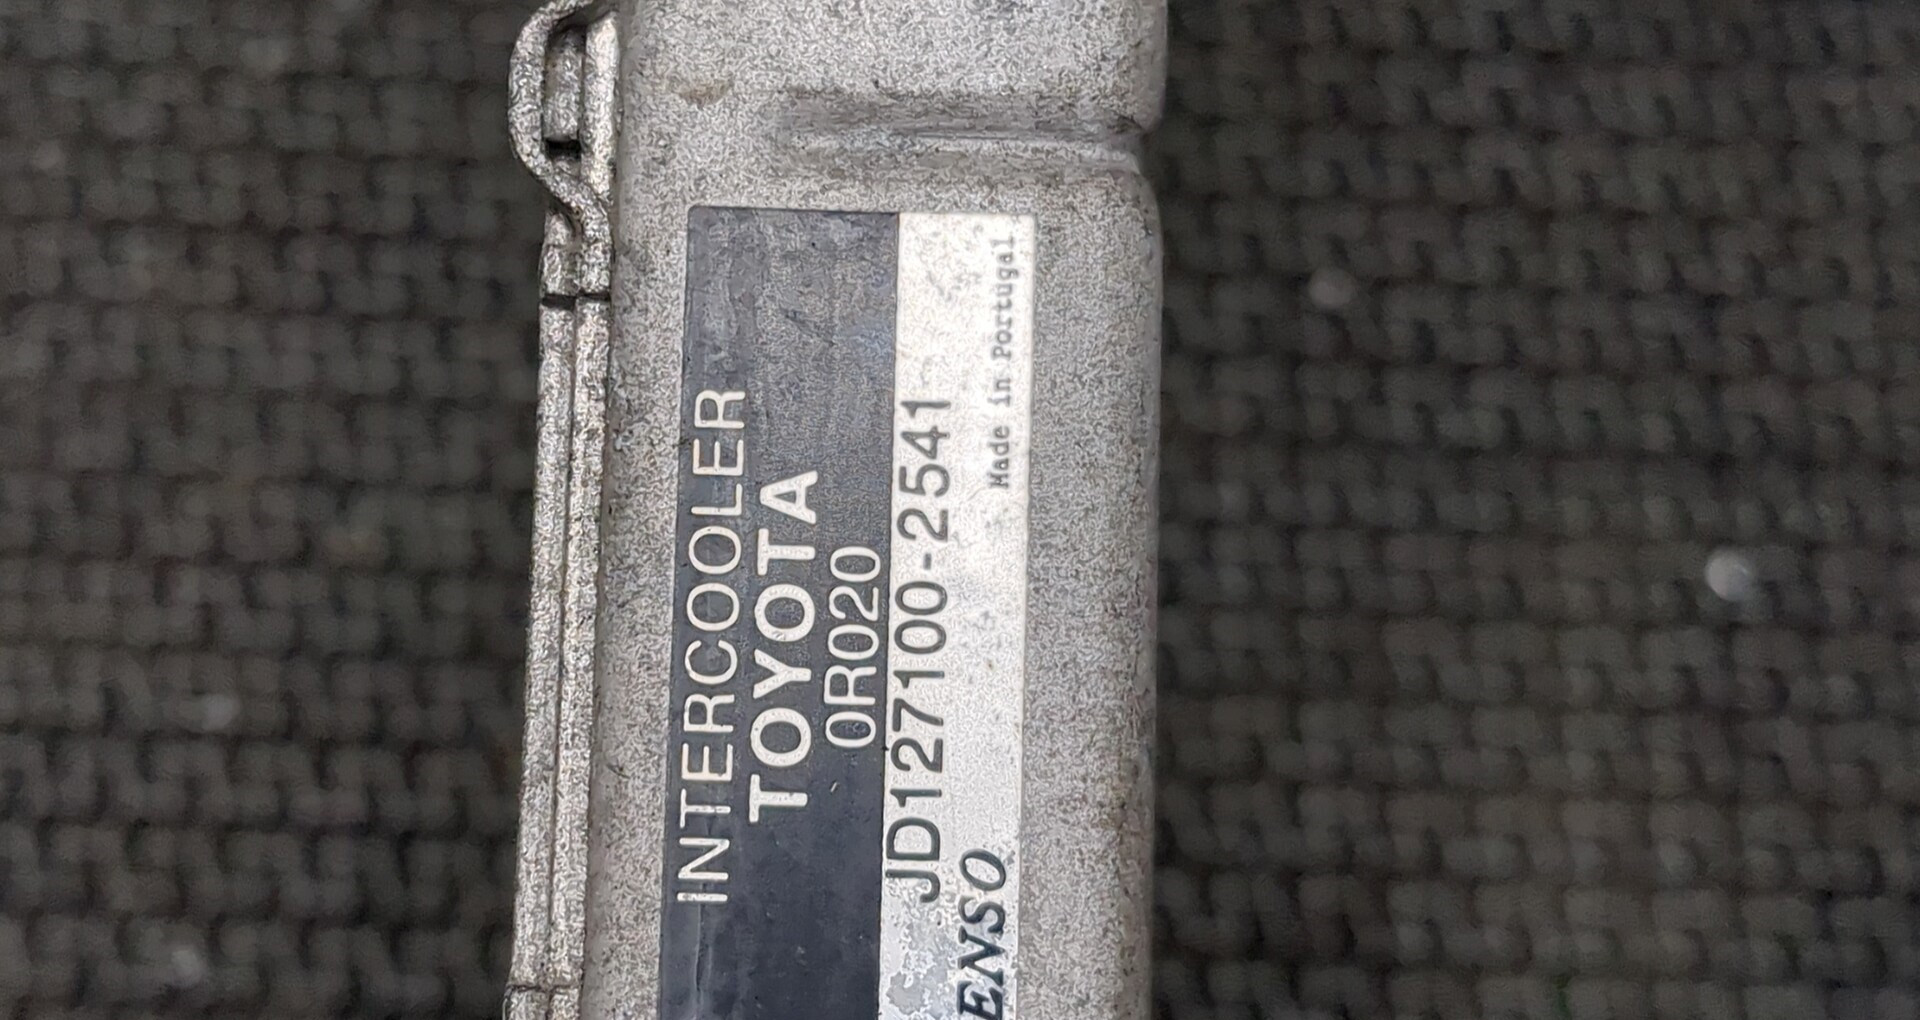 INTERCOOLER
TOYOTA
0R020
JD127100-2541
ENSO
Made in Portugal